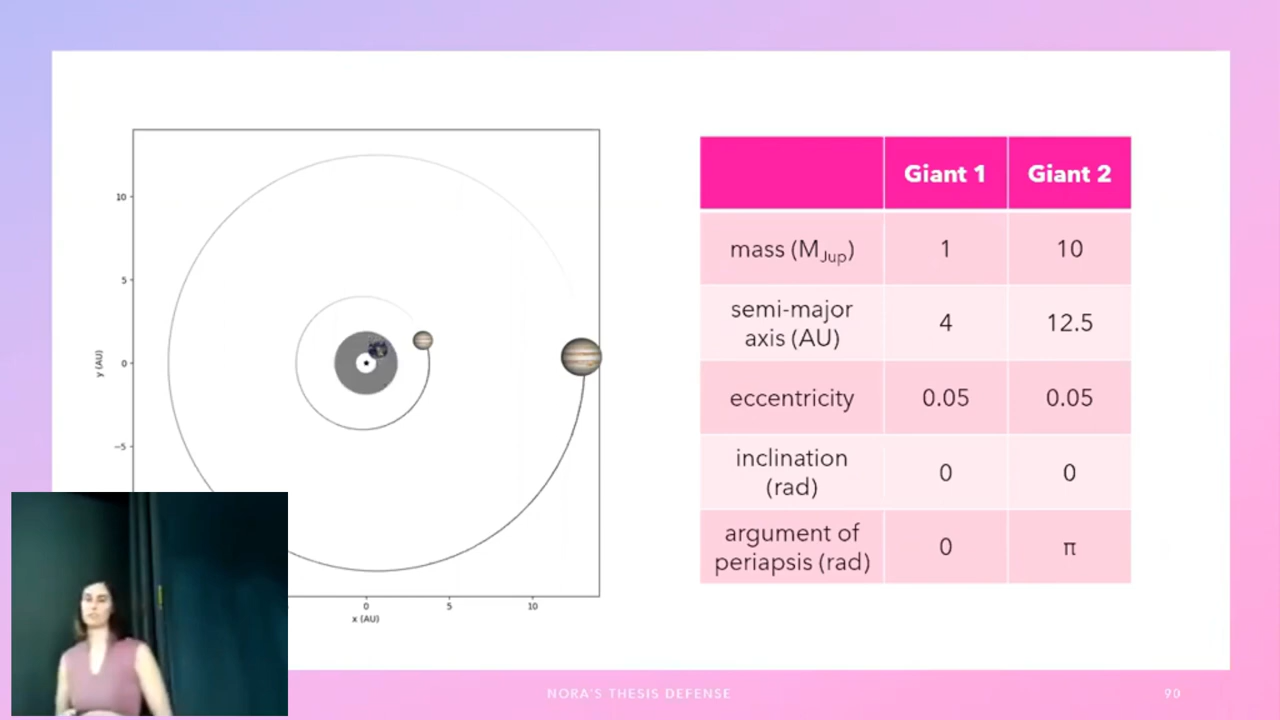 10
5
0
−5
y (AU)
0
5
10
x (AU)
Giant 1
Giant 2
mass (MJup)
1
10
semi-major
axis (AU)
4
12.5
eccentricity
0.05
0.05
inclination
(rad)
0
0
argument of
periapsis (rad)
0
π
NORA'S THESIS DEFENSE
90